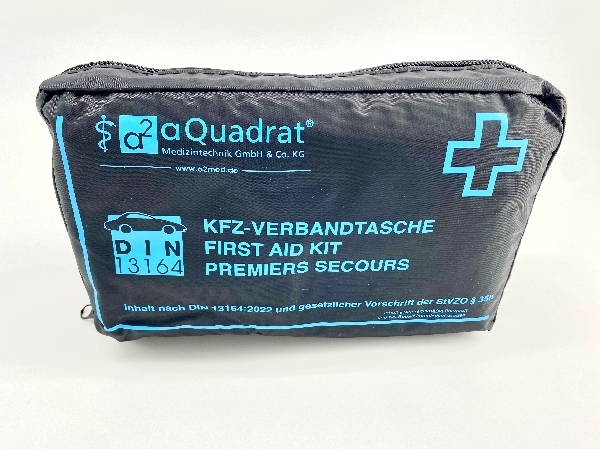 a² aQuadrat®
Medizintechnik GmbH & Co. KG
www.a2med.de
DIN
13164
KFZ-VERBANDTASCHE
FIRST AID KIT
PREMIERS SECOURS
Inhalt nach DIN 13164:2022 und gesetzlicher Vorschrift der StVZO § 35h